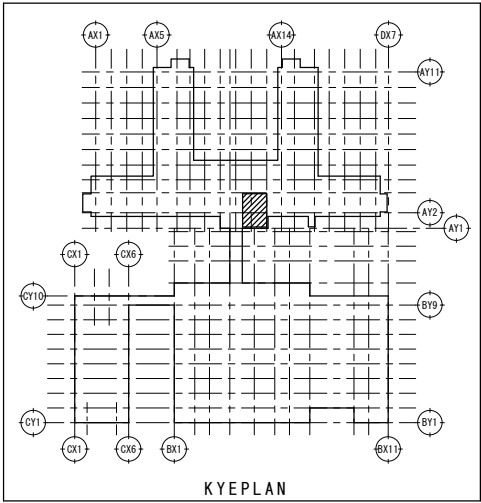 AX1 AX5 AX14 DX7
AY11
AY2
AY1
CX1 CX6
CY10 BY9
CY1 BY1
CX1 CX6 BX1 BX11
KYEPLAN